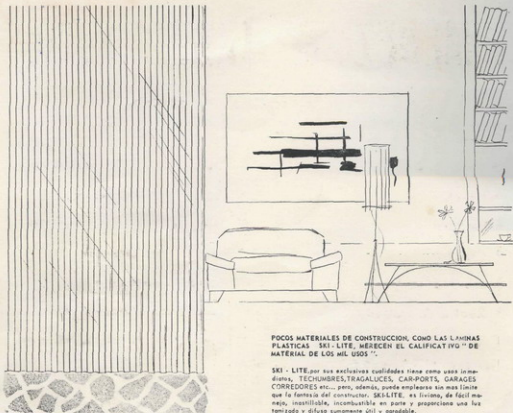 POCOS MATERIALES DE CONSTRUCCION, COMO LAS LAMINAS
PLASTICAS SKI - LITE, MERECEN EL CALIFICATIVO " DE
MATERIAL DE LOS MIL USOS ".
SKI - LITE,por sus exclusivas cualidades tiene como usos inme-
diatos, TECHUMBRES,TRAGALUCES, CAR-PORTS, GARAGES
CORREDORES etc... pero, además, puede emplearse sin mas límite
que la fantasía del constructor. SKI-LITE, es liviana, de fácil ma-
nejo, inastillable, incombustible en parte y proporciona una luz
tamizada y difusa sumamente útil y agradable.